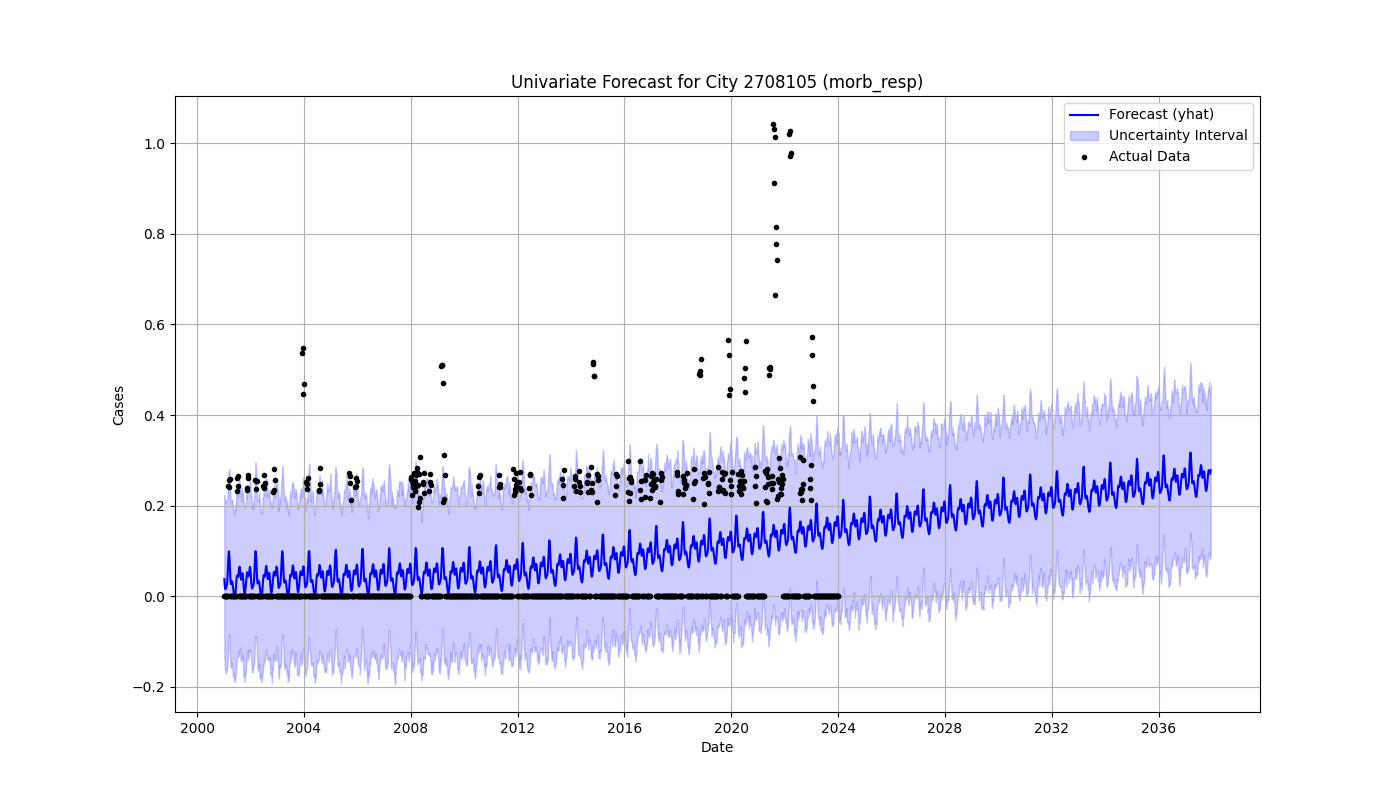 Univariate Forecast for City 2708105 (morb_resp)
Forecast (yhat)
Uncertainty Interval
Actual Data
Cases
1.0
0.8
0.6
0.4
0.2
0.0
−0.2
2000 2004 2008 2012 2016 2020 2024 2028 2032 2036
Date